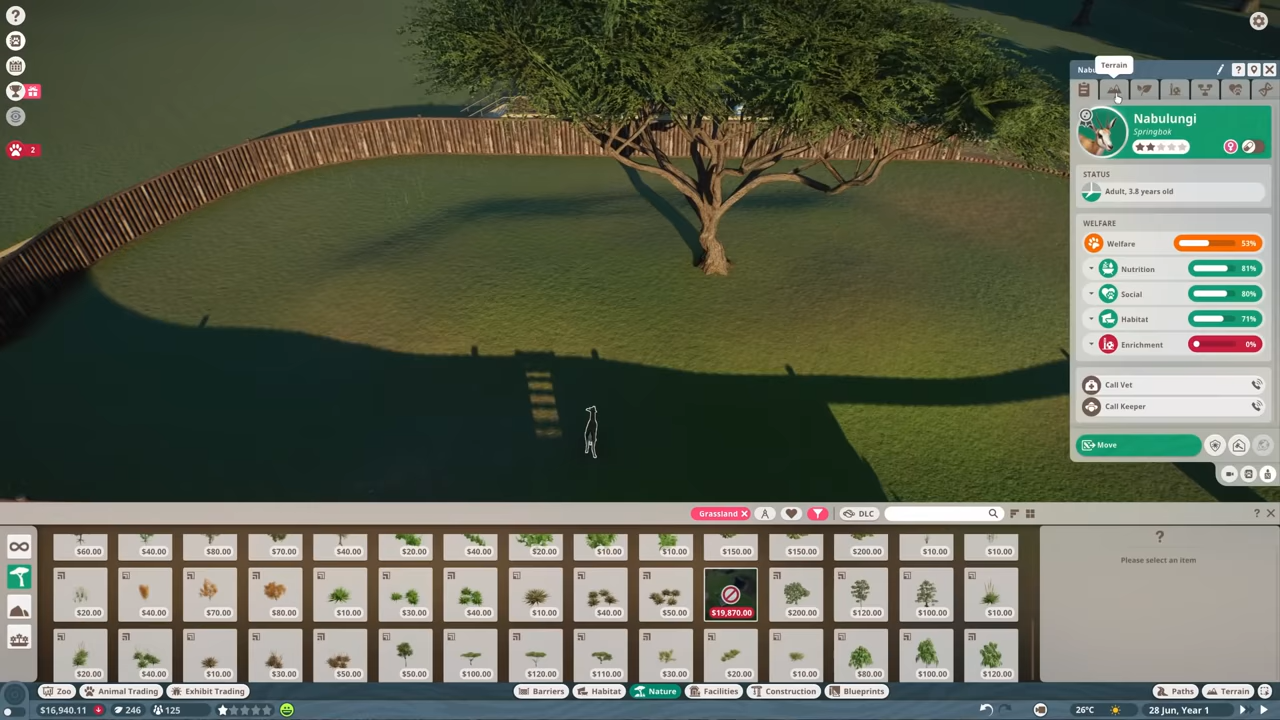 Terrain
Nabu
Nabulungi
Springbok
STATUS
Adult, 3.8 years old
WELFARE
Welfare 53%
Nutrition 81%
Social 80%
Habitat 71%
Enrichment 0%
Call Vet
Call Keeper
Move
2
Grassland
DLC
Please select an item
$60.00 $40.00 $80.00 $70.00 $40.00 $20.00 $40.00 $20.00 $10.00 $10.00 $150.00 $150.00 $200.00 $10.00 $10.00
$20.00 $40.00 $70.00 $80.00 $10.00 $30.00 $40.00 $10.00 $40.00 $50.00 $19,870.00 $200.00 $120.00 $100.00 $10.00
$20.00 $40.00 $10.00 $30.00 $50.00 $50.00 $100.00 $120.00 $110.00 $30.00 $20.00 $10.00 $80.00 $100.00 $120.00
Zoo Animal Trading Exhibit Trading Barriers Habitat Nature Facilities Construction Blueprints Paths Terrain
$16,940.11 246 125 26°C 28 Jun, Year 1